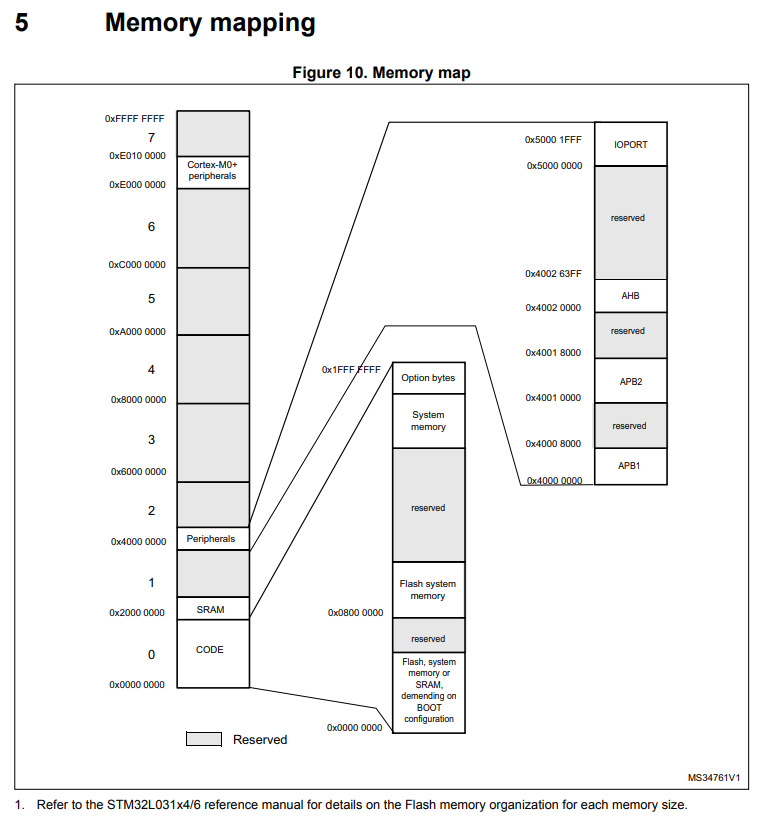 5 Memory mapping
Figure 10. Memory map
0xFFFF FFFF
7
0xE010 0000
Cortex-M0+
peripherals
0xE000 0000
6
0xC000 0000
5
0xA000 0000
4
0x8000 0000
3
0x6000 0000
2
Peripherals
0x4000 0000
1
SRAM
0x2000 0000
CODE
0
0x0000 0000
0x1FFF FFFF
Option bytes
System
memory
reserved
Flash system
memory
0x0800 0000
reserved
Flash, system
memory or
SRAM,
demending on
BOOT
configuration
0x0000 0000
0x5000 1FFF
IOPORT
0x5000 0000
reserved
0x4002 63FF
AHB
0x4002 0000
reserved
0x4001 8000
APB2
0x4001 0000
reserved
0x4000 8000
APB1
0x4000 0000
Reserved
MS34761V1
1. Refer to the STM32L031x4/6 reference manual for details on the Flash memory organization for each memory size.